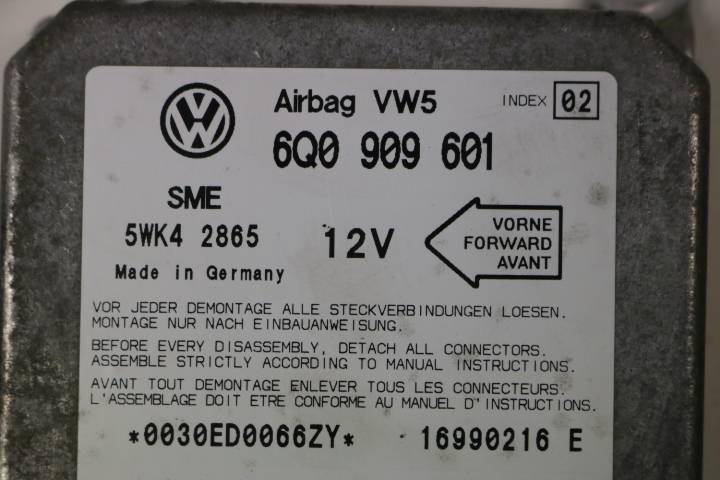 Airbag VW5 INDEX 02
6Q0 909 601
SME
5WK4 2865
12V
VORNE
FORWARD
AVANT
Made in Germany
VOR JEDER DEMONTAGE ALLE STECKVERBINDUNGEN LOESEN.
MONTAGE NUR NACH EINBAUANWEISUNG.
BEFORE EVERY DISASSEMBLY, DETACH ALL CONNECTORS.
ASSEMBLE STRICTLY ACCORDING TO MANUAL INSTRUCTIONS.
AVANT TOUT DEMONTAGE ENLEVER TOUS LES CONNECTEURS.
L'ASSEMBLAGE DOIT ETRE CONFORME AU MANUEL D'INSTRUCTIONS.
*0030ED0066ZY* 16990216 E